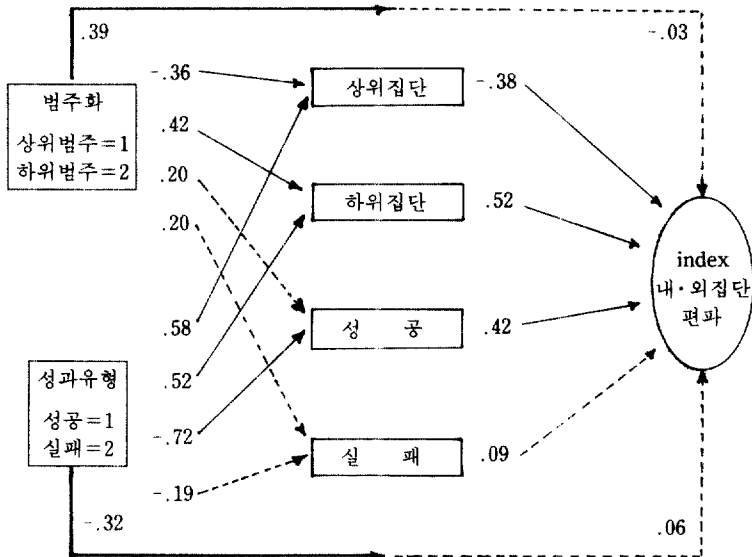 .39
-.03
-.36
상위집단
-.38
범주화
상위범주=1
하위범주=2
.42
.20
하위집단
.52
.20
index
내·외집단
편파
.58
성 공
.42
성과유형
성공=1
실패=2
.52
-.72
실 패
.09
-.19
-.32
.06